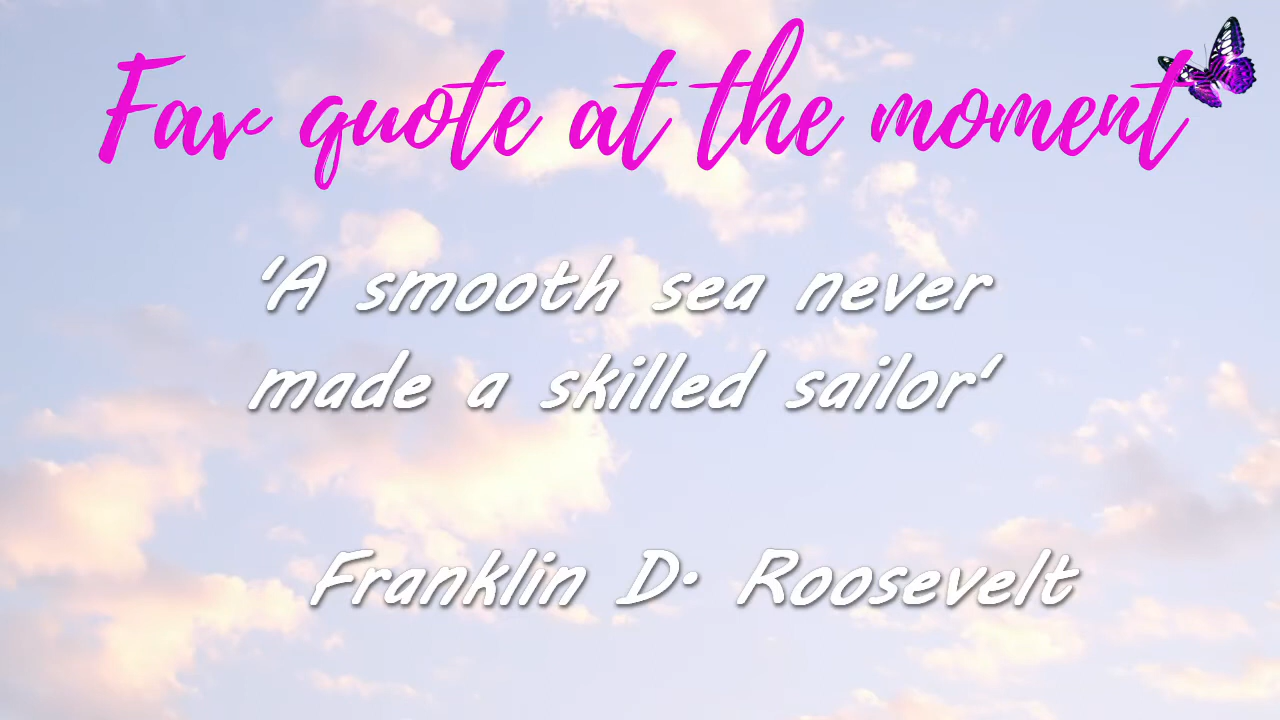 Fav quote at the moment
'A smooth sea never
made a skilled sailor'
Franklin D. Roosevelt